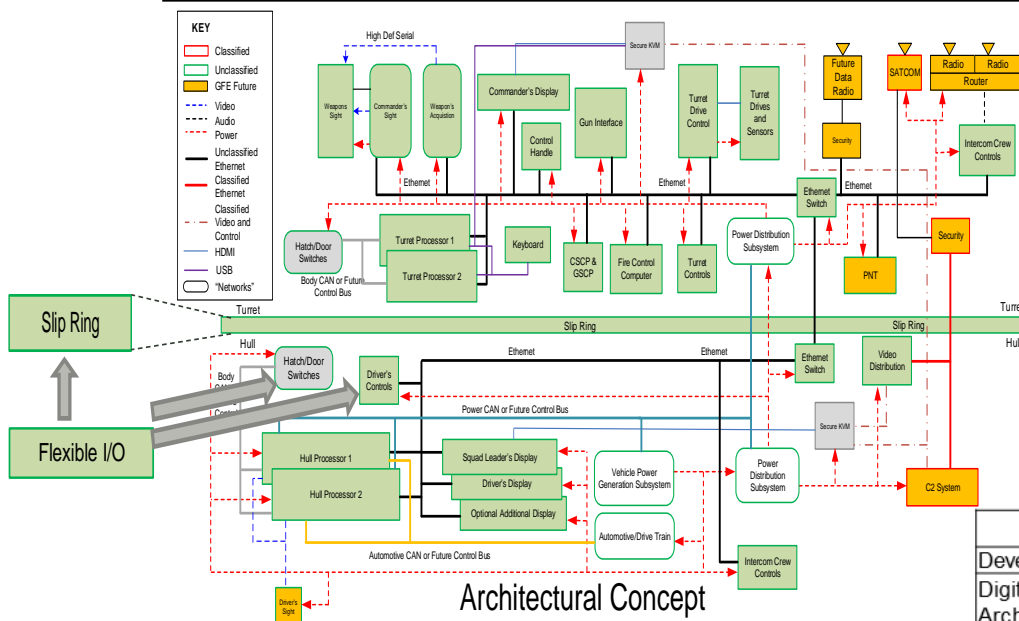 KEY
Classified
Unclassified
GFE Future
Video
Audio
Power
Unclassified
Ethernet
Classified
Ethernet
Classified
Video and
Control
HDMI
USB
"Networks"
High Def Serial
Weapons
Sight
Commander's
Sight
Weapon's
Acquistion
Commander's Display
Control
Handle
Gun Interface
Secure KVM
Turret
Drive
Control
Turret
Drives
and
Sensors
Future
Data
Radio
Security
SATCOM
Radio
Radio
Router
Intercom Crew
Controls
Ethernet
Ethernet
Ethernet
Switch
Ethernet
Hatch/Door
Switches
Turret Processor 1
Turret Processor 2
Keyboard
CSCP &
GSCP
Fire Control
Computer
Turret
Controls
Power Distribution
Subsystem
PNT
Security
Body CAN or Future
Control Bus
Turret
Slip Ring
Slip Ring
Slip Ring
Turre
Hull
Hul
Hatch/Door
Switches
Body
Driver's
Controls
Ethernet
Ethernet
Ethernet
Switch
Video
Distribution
Flexible I/O
Power CAN or Future Control Bus
Hull Processor 1
Hull Processor 2
Squad Leader's Display
Driver's Display
Optional Additional Display
Vehicle Power
Generation Subsystem
Power
Distribution
Subsystem
Secure KVM
C2 System
Automotive/Drive Train
Automotive CAN or Future Control Bus
Intercom Crew
Controls
Driver's
Sight
Architectural Concept
Deve
Digit
Arch